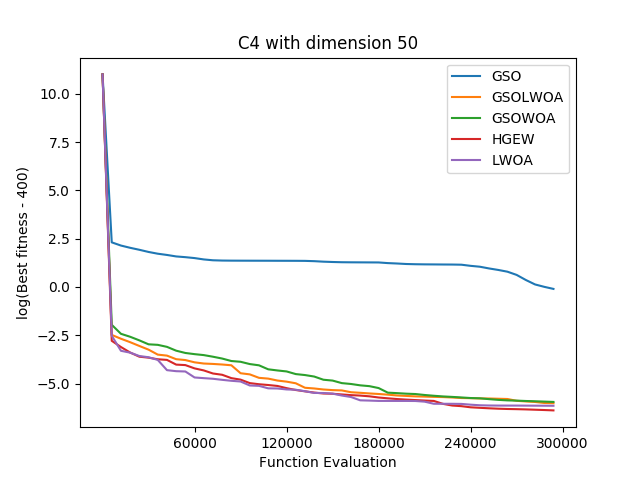 C4 with dimension 50
log(Best fitness - 400)
10.0
7.5
5.0
2.5
0.0
−2.5
−5.0
GSO
GSOLWOA
GSOWOA
HGEW
LWOA
60000 120000 180000 240000 300000
Function Evaluation